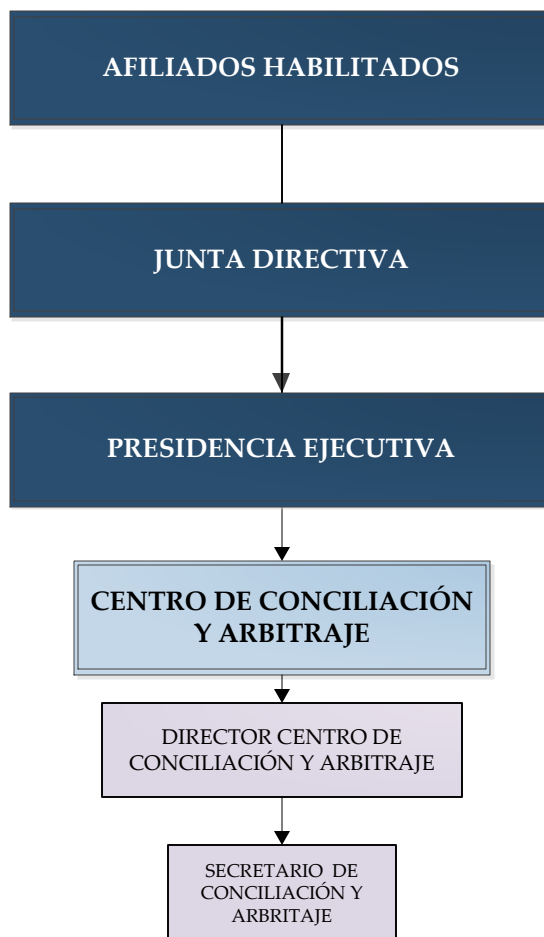 AFILIADOS HABILITADOS
JUNTA DIRECTIVA
PRESIDENCIA EJECUTIVA
CENTRO DE CONCILIACIÓN
Y ARBITRAJE
DIRECTOR CENTRO DE
CONCILIACIÓN Y ARBITRAJE
SECRETARIO DE
CONCILIACIÓN Y
ARBRITAJE